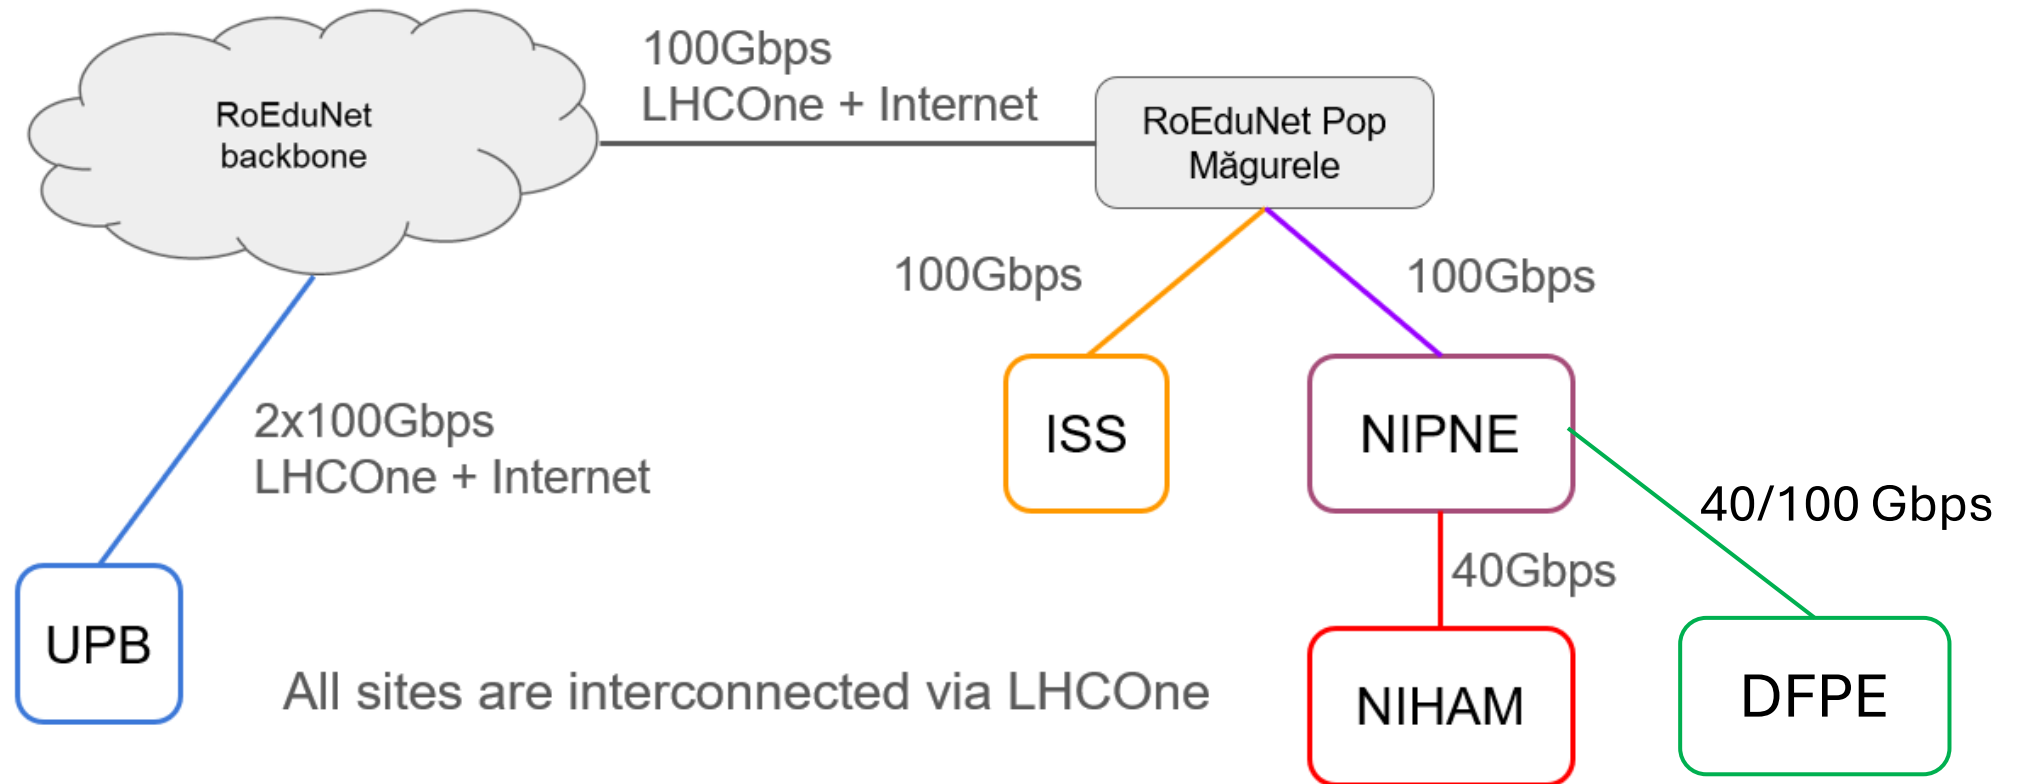 RoEduNet
backbone
100Gbps
LHCOne + Internet
RoEduNet Pop
Măgurele
100Gbps
100Gbps
2x100Gbps
LHCOne + Internet
ISS
NIPNE
40/100 Gbps
40Gbps
UPB
All sites are interconnected via LHCOne
NIHAM
DFPE